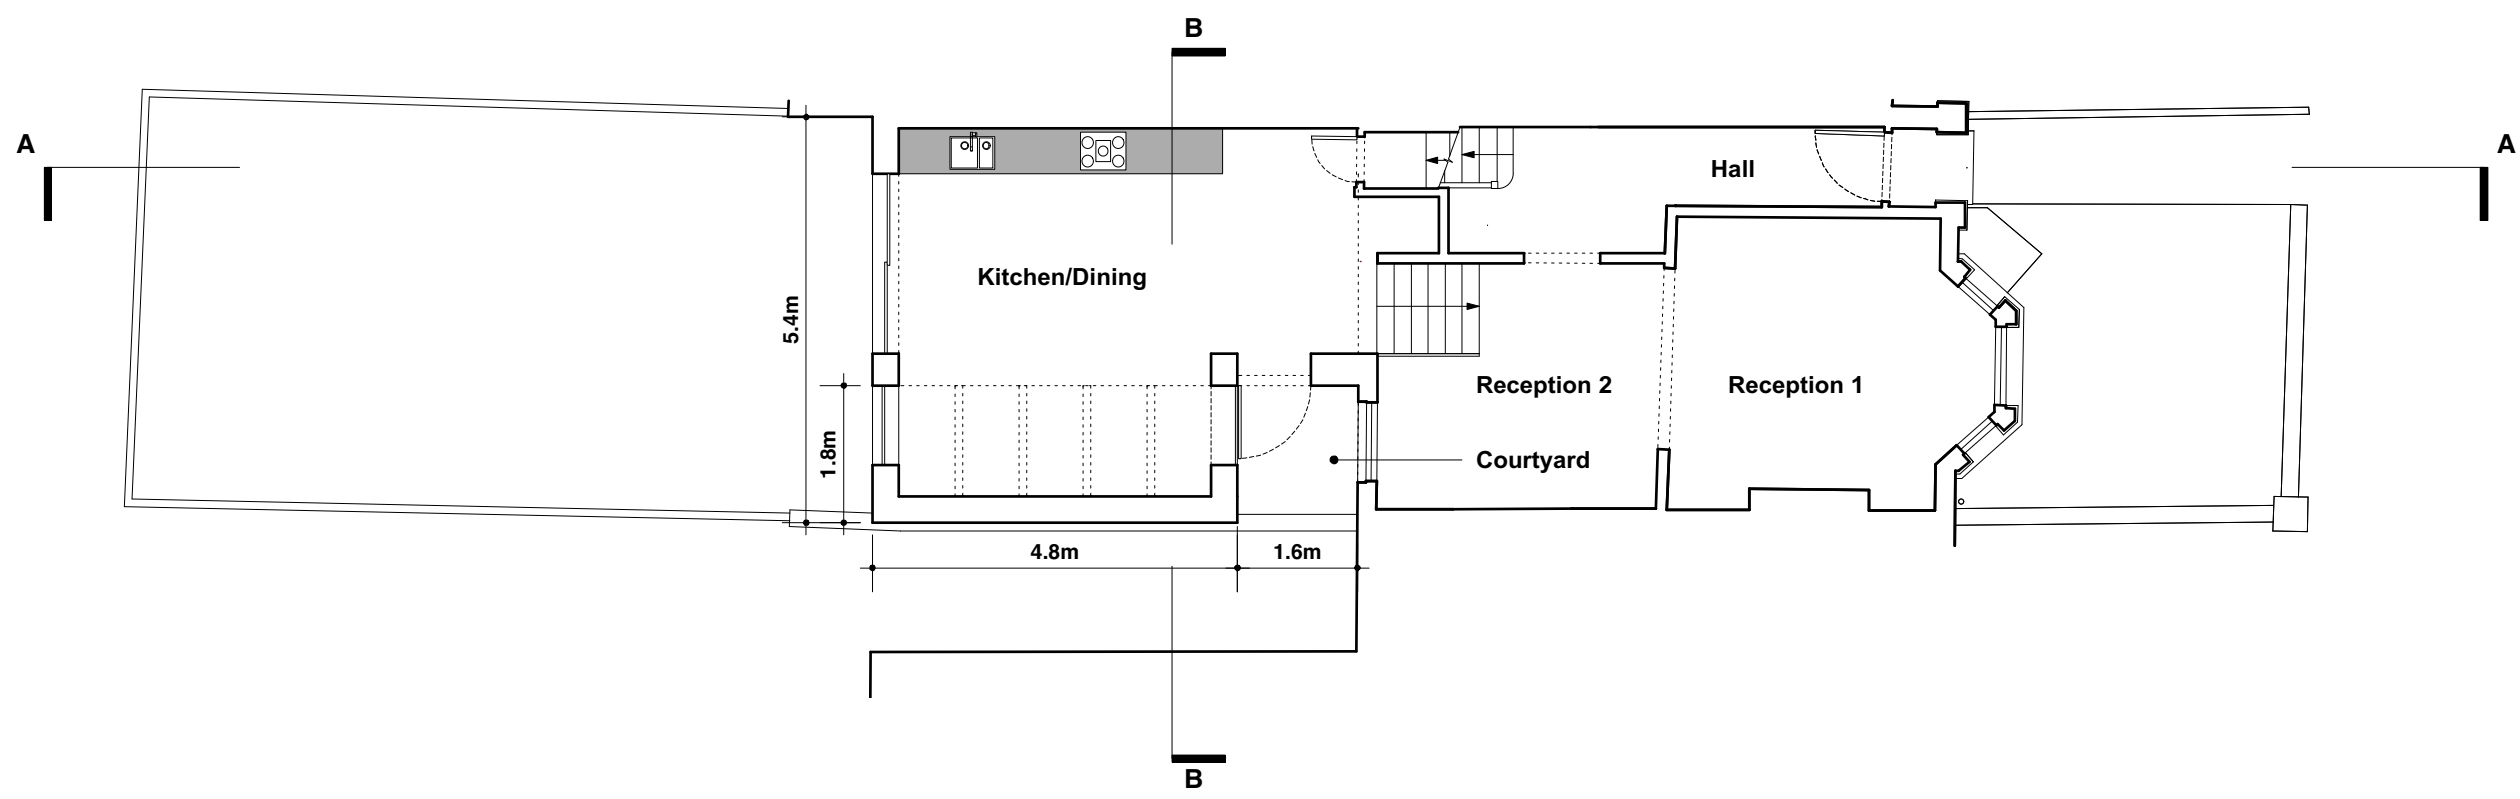 B
A
A
Hall
Kitchen/Dining
5.4m
Reception 2
Reception 1
1.8m
Courtyard
4.8m
1.6m
B